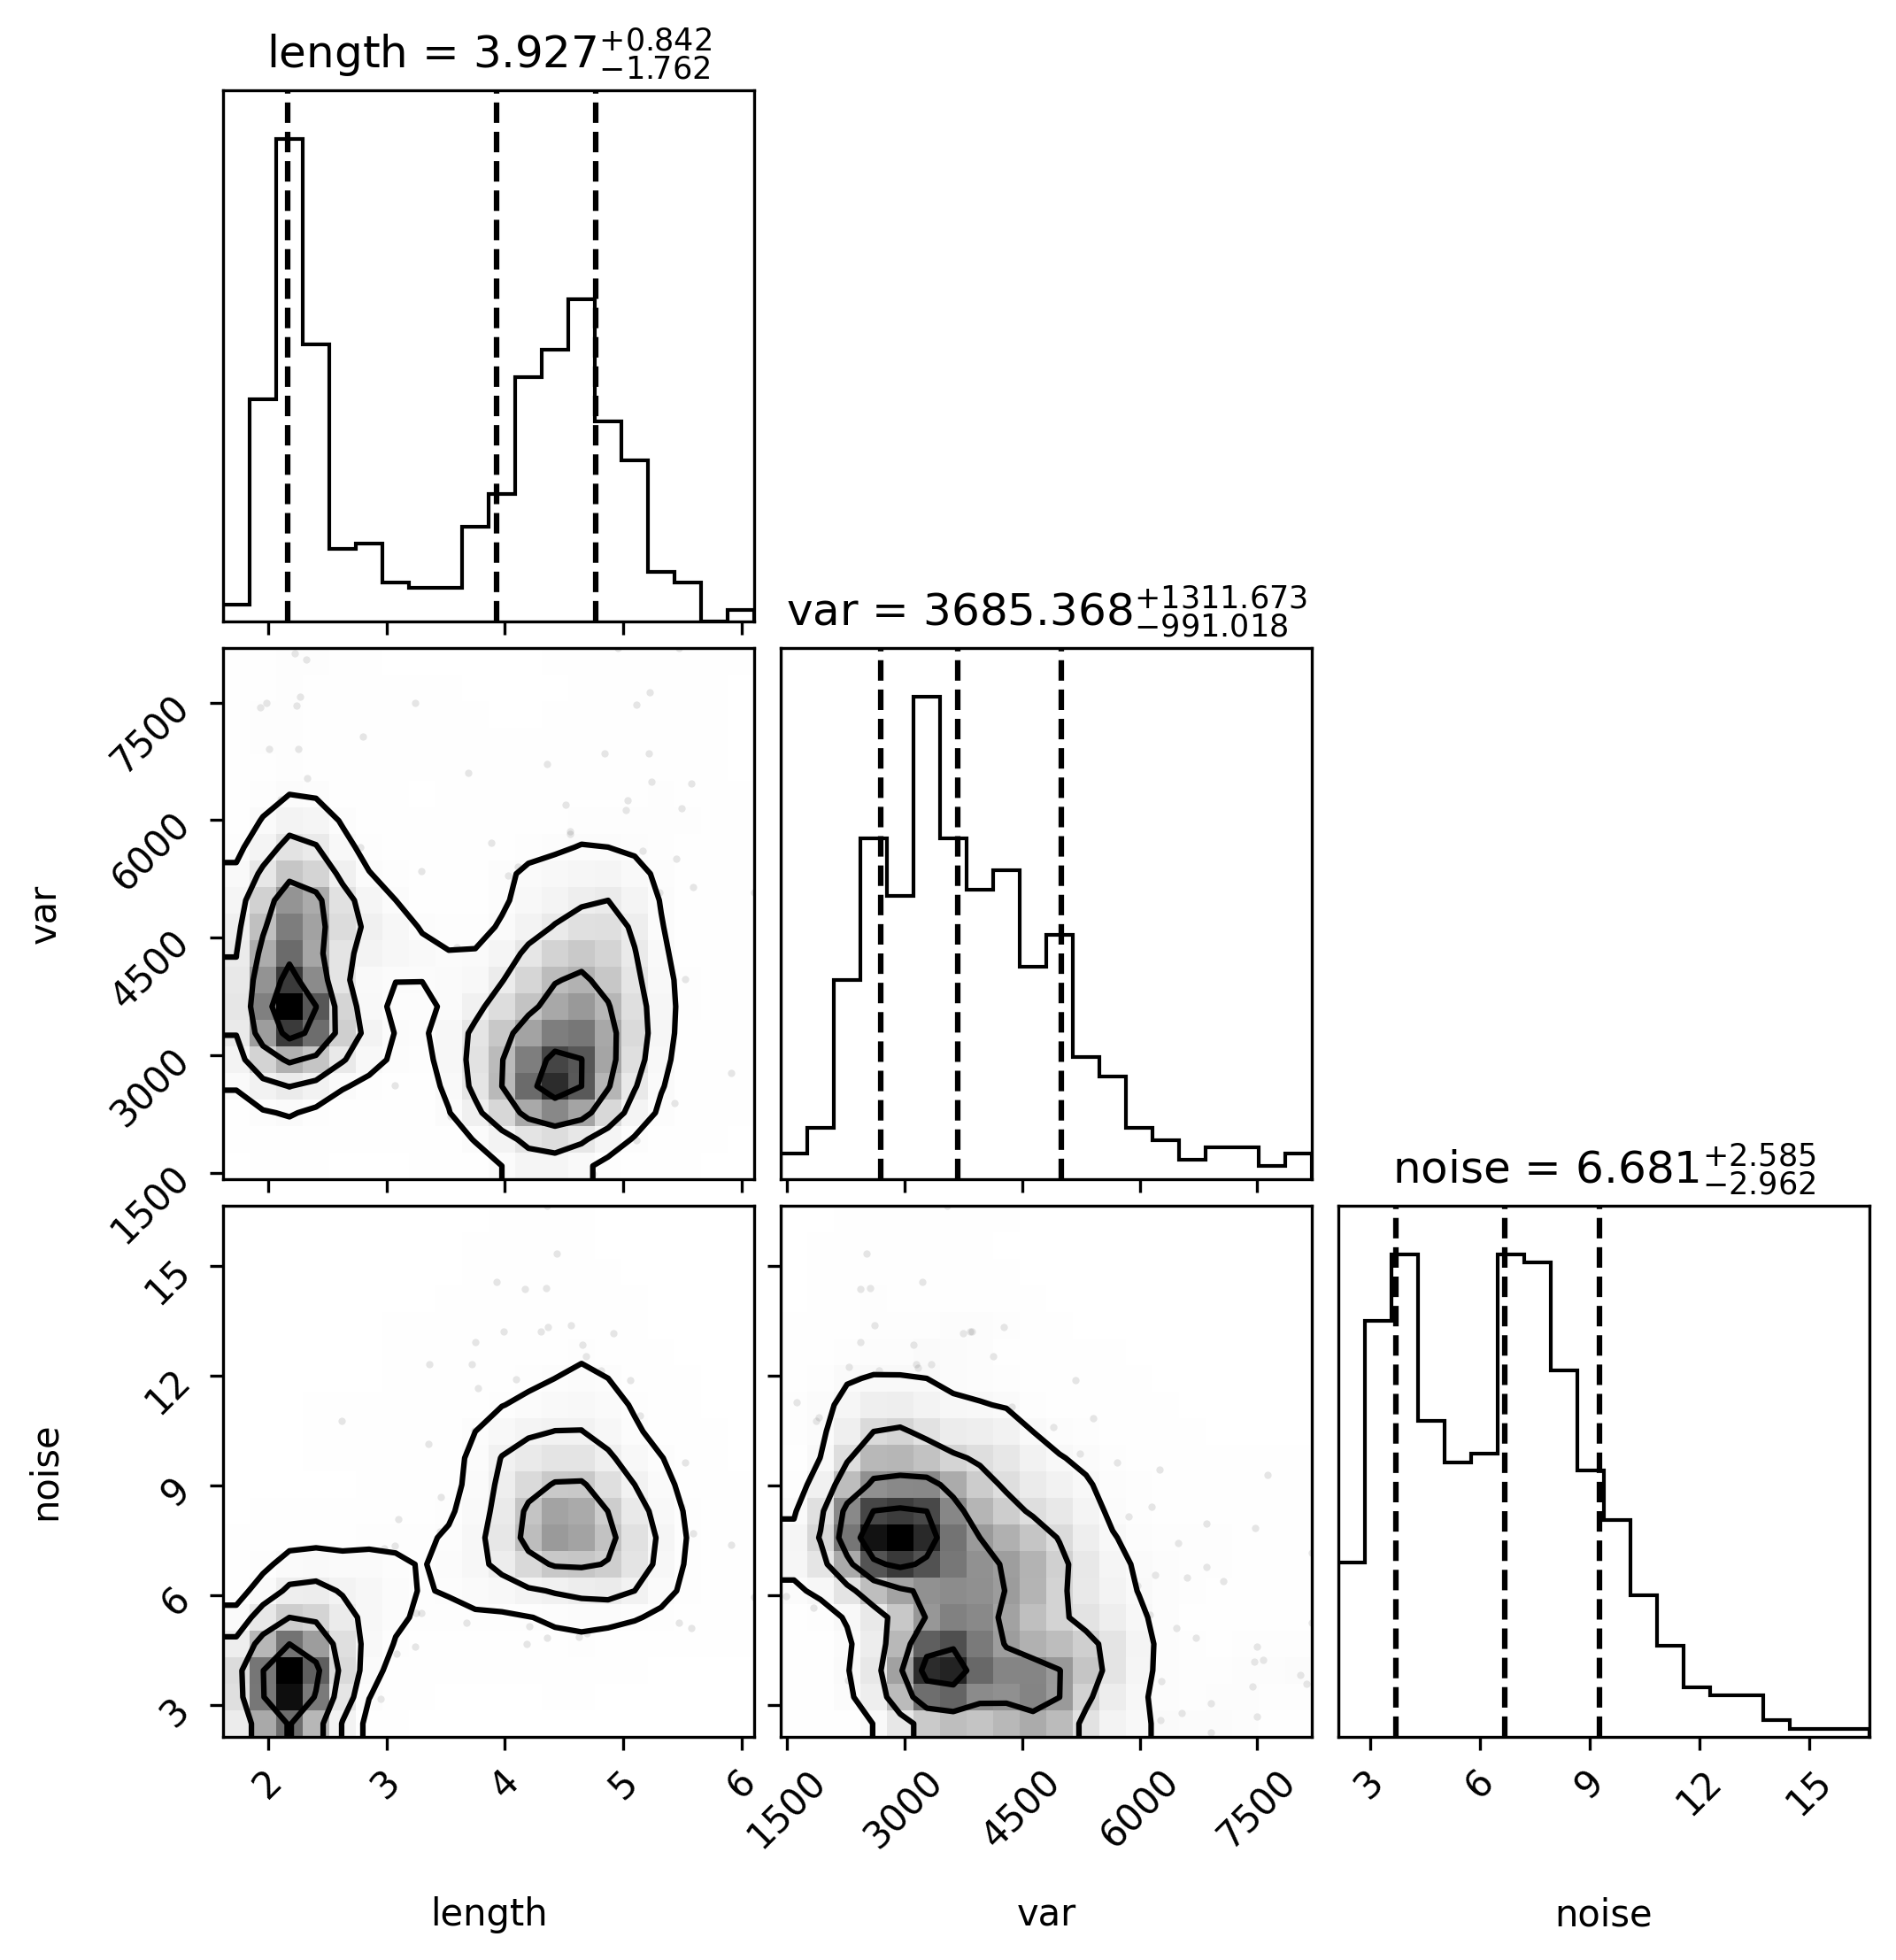 length = 3.927 +0.842 −1.762
var = 3685.368 +1311.673 −991.018
7500
6000
4500
3000
1500
var
noise = 6.681 +2.585 −2.962
15
12
9
6
3
noise
2 3 4 5 6
1500 3000 4500 6000 7500
3 6 9 12 15
length
var
noise